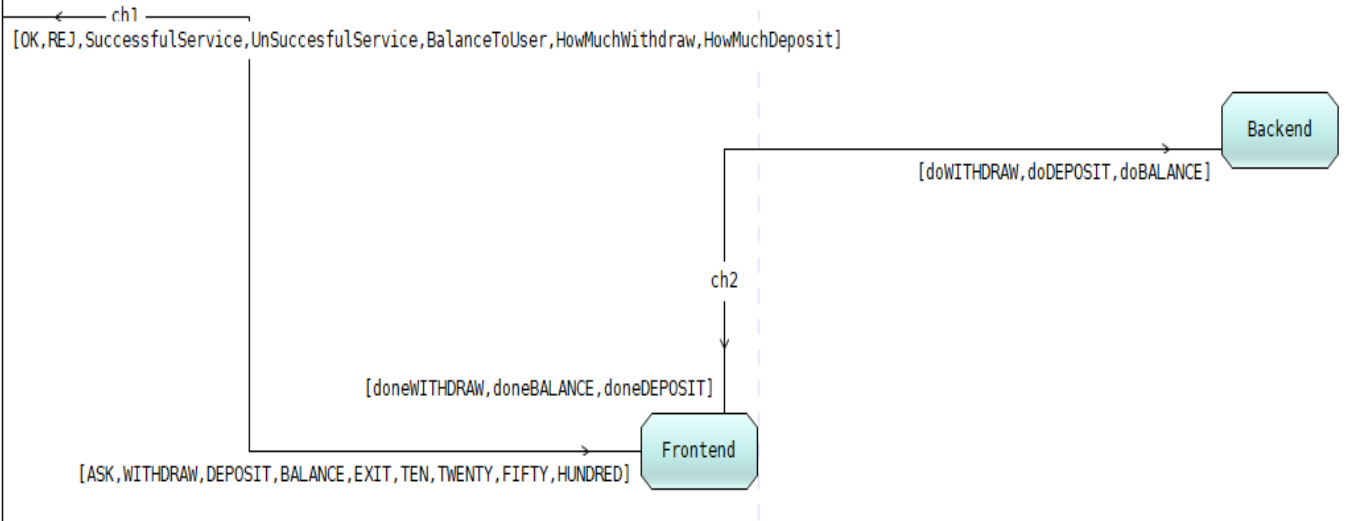 ch1
[OK,REJ,SuccessfulService,UnSuccesfulService,BalanceToUser,HowMuchWithdraw,HowMuchDeposit]
Backend
[doWITHDRAW,doDEPOSIT,doBALANCE]
ch2
[doneWITHDRAW,doneBALANCE,doneDEPOSIT]
Frontend
[ASK,WITHDRAW,DEPOSIT,BALANCE,EXIT,TEN,TWENTY,FIFTY,HUNDRED]